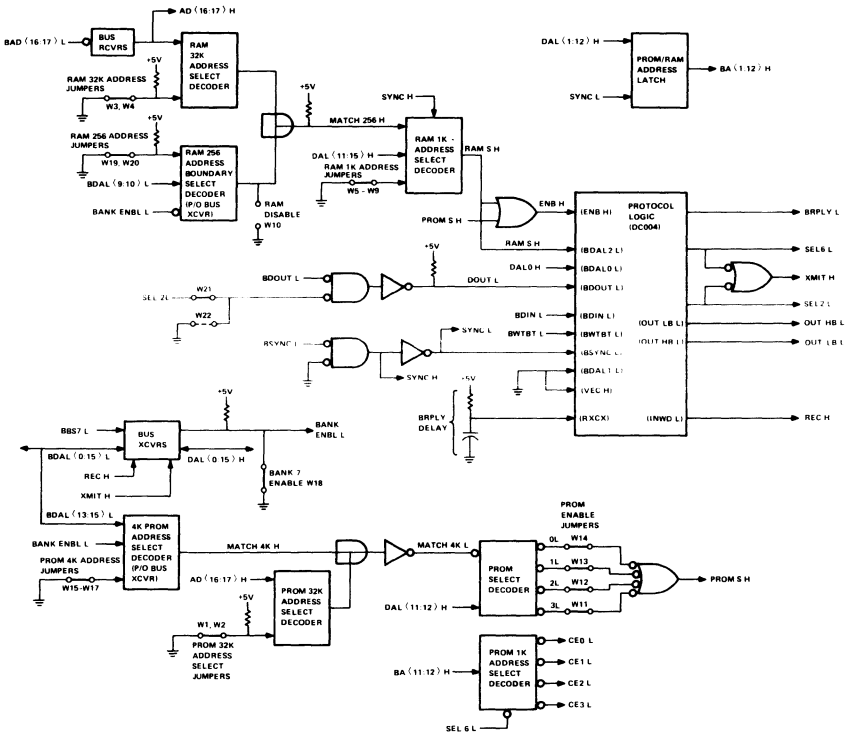 AD ⟨16:17⟩ H
BAD ⟨16:17⟩ L
BUS
RCVRS
RAM
32K
ADDRESS
SELECT
DECODER
+5V
RAM 32K ADDRESS
JUMPERS
W3, W4
+5V
RAM 256 ADDRESS
JUMPERS
W19, W20
BDAL ⟨9:10⟩ L
BANK ENBL L
RAM 256
ADDRESS
BOUNDARY
SELECT
DECODER
(P/O BUS
XCVR)
RAM
DISABLE
W10
+5V
MATCH 256 H
SYNC H
DAL ⟨11:15⟩ H
RAM 1K ADDRESS
JUMPERS
W5 - W9
RAM 1K -
ADDRESS
SELECT
DECODER
RAM S H
DAL ⟨1:12⟩ H
SYNC L
PROM/RAM
ADDRESS
LATCH
BA ⟨1:12⟩ H
PROM S H
ENB H
RAM S H
DAL0 H
+5V
BDOUT L
DOUT L
SEL 2L
W21
W22
BSYNC L
SYNC L
SYNC H
BDIN L
BWTBT L
+5V
BRPLY
DELAY
PROTOCOL
LOGIC
(DC004)
(ENB H)
(BDAL2 L)
(BDAL0 L)
(BDOUT L)
(BDIN L)
(BWTBT L)
(BSYNC L)
(BDAL1 L)
(VEC H)
(RXCX)
(OUT LB L)
(OUT HB L)
(INWD L)
BRPLY L
SEL6 L
XMIT H
SEL2 L
OUT HB L
OUT LB L
REC H
+5V
BBS7 L
BUS
XCVRS
BANK
ENBL L
BDAL ⟨0:15⟩ L
DAL ⟨0:15⟩ H
REC H
XMIT H
BANK 7
ENABLE W18
BDAL ⟨13:15⟩ L
BANK ENBL L
PROM 4K ADDRESS
JUMPERS
W15-W17
4K PROM
ADDRESS
SELECT
DECODER
(P/O BUS
XCVR)
MATCH 4K H
AD ⟨16:17⟩ H
+5V
W1, W2
PROM 32K
ADDRESS
SELECT
JUMPERS
PROM 32K
ADDRESS
SELECT
DECODER
MATCH 4K L
DAL ⟨11:12⟩ H
PROM
SELECT
DECODER
PROM
ENABLE
JUMPERS
0L W14
1L W13
2L W12
3L W11
PROM S H
BA ⟨11:12⟩ H
PROM 1K
ADDRESS
SELECT
DECODER
CE0 L
CE1 L
CE2 L
CE3 L
SEL 6 L